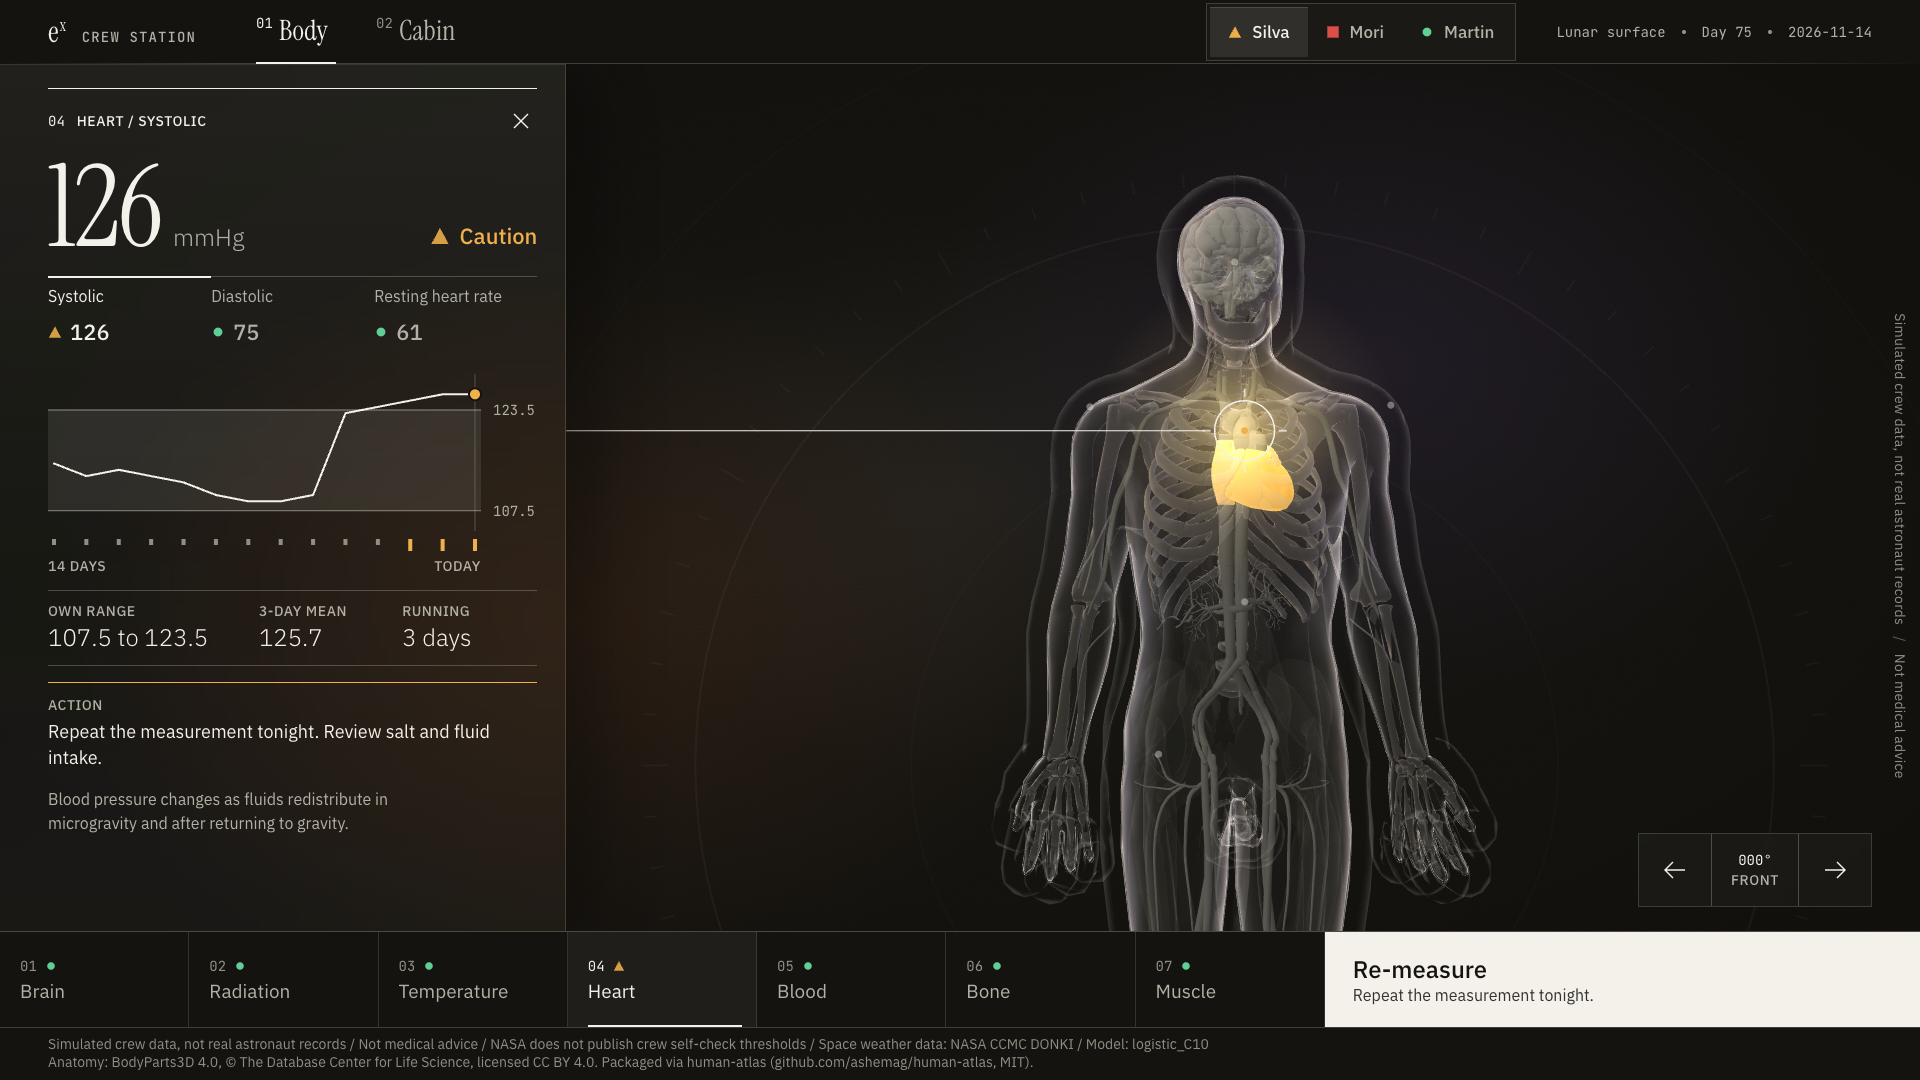 eˣ CREW STATION
01 Body
02 Cabin
Silva
Mori
Martin
Lunar surface • Day 75 • 2026-11-14
04 HEART / SYSTOLIC
126 mmHg
Caution
Systolic
Diastolic
Resting heart rate
126
75
61
123.5
107.5
14 DAYS
TODAY
OWN RANGE
3-DAY MEAN
RUNNING
107.5 to 123.5
125.7
3 days
ACTION
Repeat the measurement tonight. Review salt and fluid
intake.
Blood pressure changes as fluids redistribute in
microgravity and after returning to gravity.
Simulated crew data, not real astronaut records / Not medical advice
000°
FRONT
01
Brain
02
Radiation
03
Temperature
04
Heart
05
Blood
06
Bone
07
Muscle
Re-measure
Repeat the measurement tonight.
Simulated crew data, not real astronaut records / Not medical advice / NASA does not publish crew self-check thresholds / Space weather data: NASA CCMC DONKI / Model: logistic_C10
Anatomy: BodyParts3D 4.0, © The Database Center for Life Science, licensed CC BY 4.0. Packaged via human-atlas (github.com/ashemag/human-atlas, MIT).